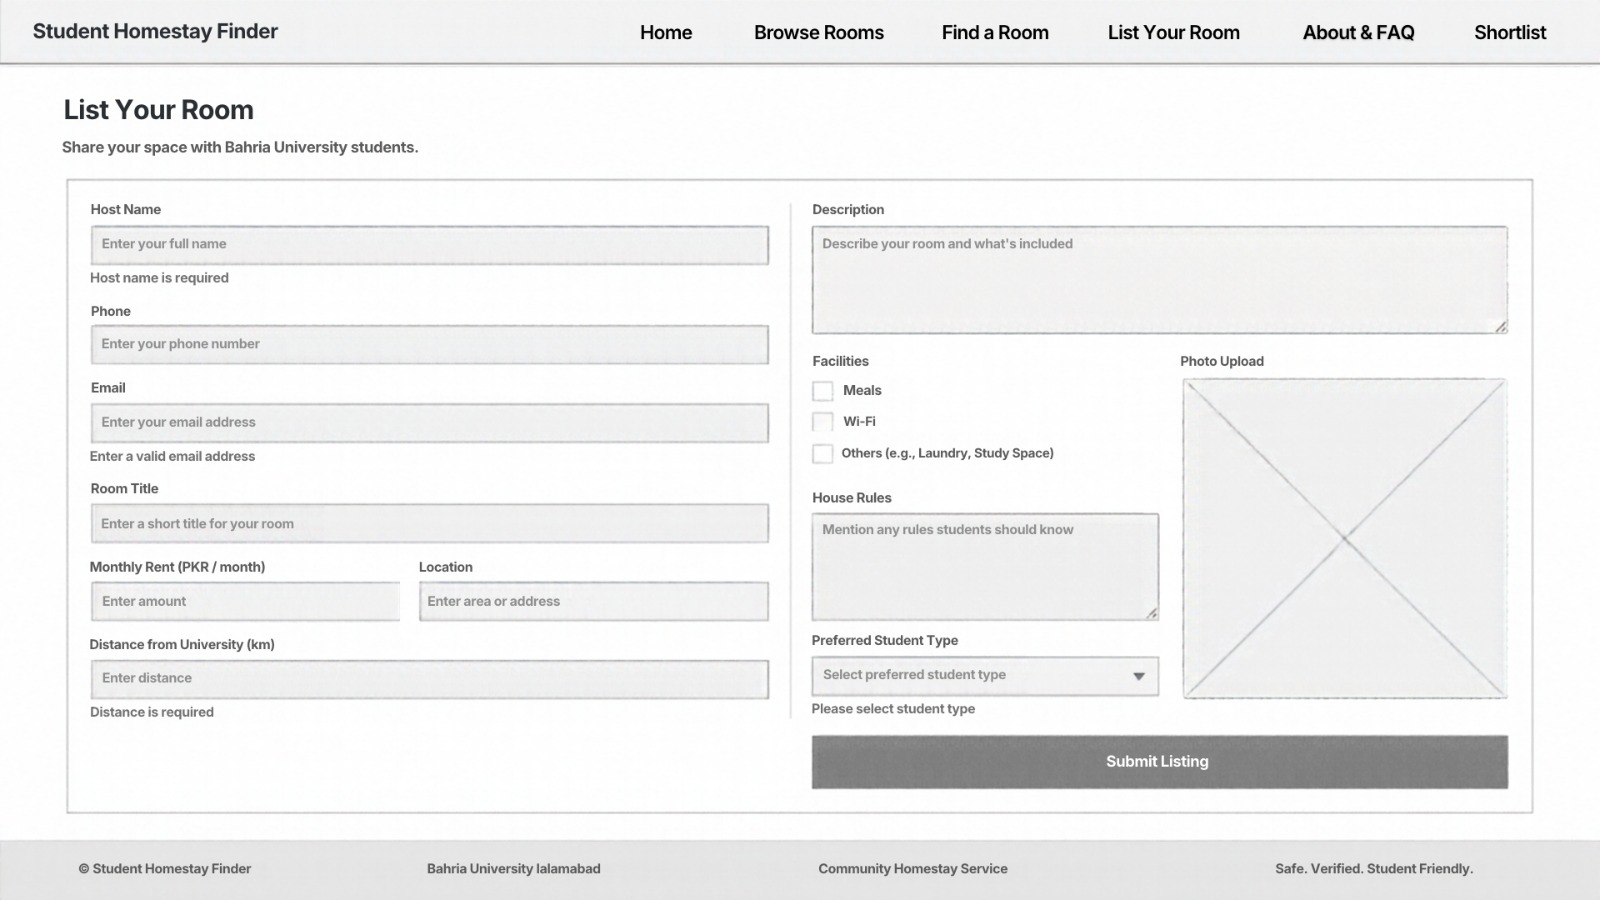 Student Homestay Finder
Home
Browse Rooms
Find a Room
List Your Room
About & FAQ
Shortlist
List Your Room
Share your space with Bahria University students.
Host Name
Enter your full name
Host name is required
Phone
Enter your phone number
Email
Enter your email address
Enter a valid email address
Room Title
Enter a short title for your room
Monthly Rent (PKR / month)
Enter amount
Location
Enter area or address
Distance from University (km)
Enter distance
Distance is required
Description
Describe your room and what's included
Facilities
Meals
Wi-Fi
Others (e.g., Laundry, Study Space)
Photo Upload
House Rules
Mention any rules students should know
Preferred Student Type
Select preferred student type
Please select student type
Submit Listing
© Student Homestay Finder
Bahria University Ialamabad
Community Homestay Service
Safe. Verified. Student Friendly.